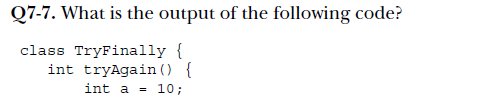 Q7-7. What is the output of the following code?
class TryFinally {
int tryAgain() {
int a = 10;